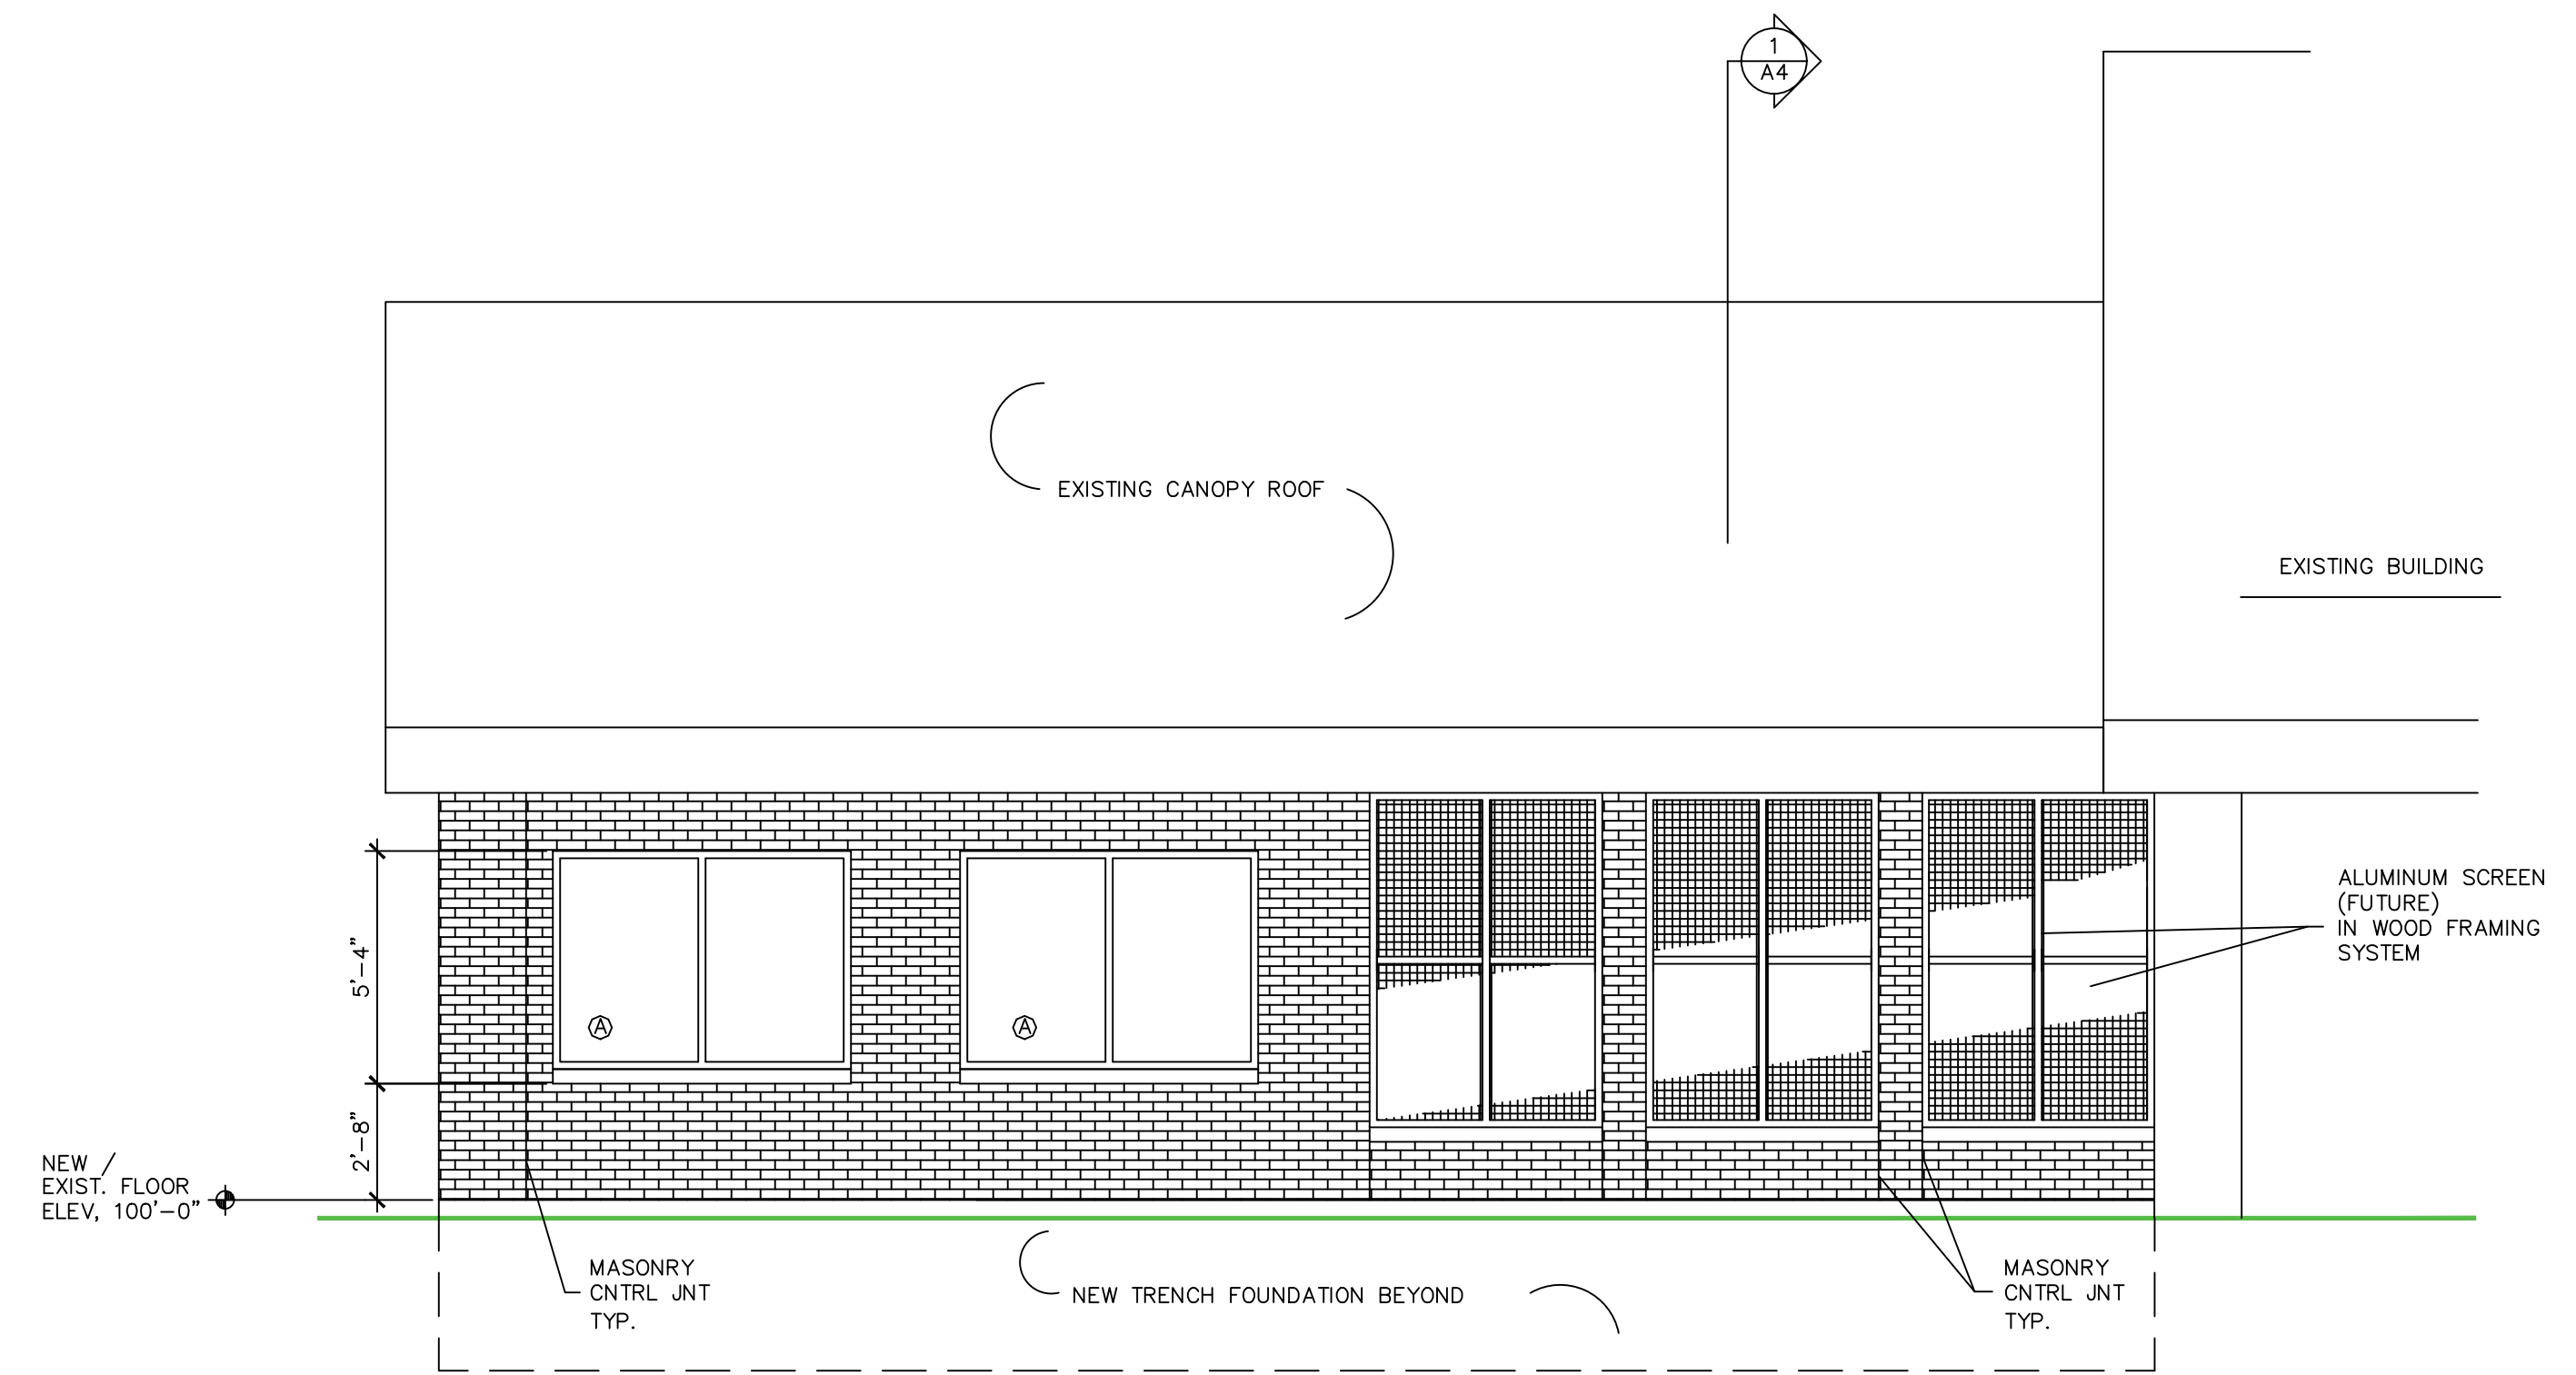 1
A4
EXISTING CANOPY ROOF
EXISTING BUILDING
ALUMINUM SCREEN
(FUTURE)
IN WOOD FRAMING
SYSTEM
5'-4"
A
A
2'-8"
NEW /
EXIST. FLOOR
ELEV, 100'-0"
MASONRY
CNTRL JNT
TYP.
NEW TRENCH FOUNDATION BEYOND
MASONRY
CNTRL JNT
TYP.